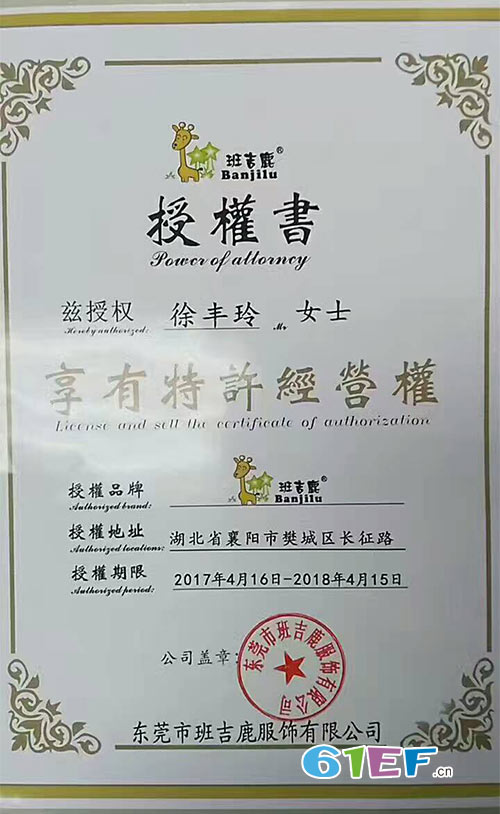 班吉鹿®
Banjilu
授權書
Power of attorney
兹授权 徐丰玲 女士
Hereby authorized: Mr
享有特許經營權
License and sell the certificate of authorization
授權品牌 班吉鹿®
Authorized brand: Banjilu
授權地址 湖北省襄阳市樊城区长征路
Authorized locations:
授權期限 2017年4月16日-2018年4月15日
Authorized period:
公司盖章:
东莞市班吉鹿服饰有限公司
东莞市班吉鹿服饰有限公司
61EF.cn